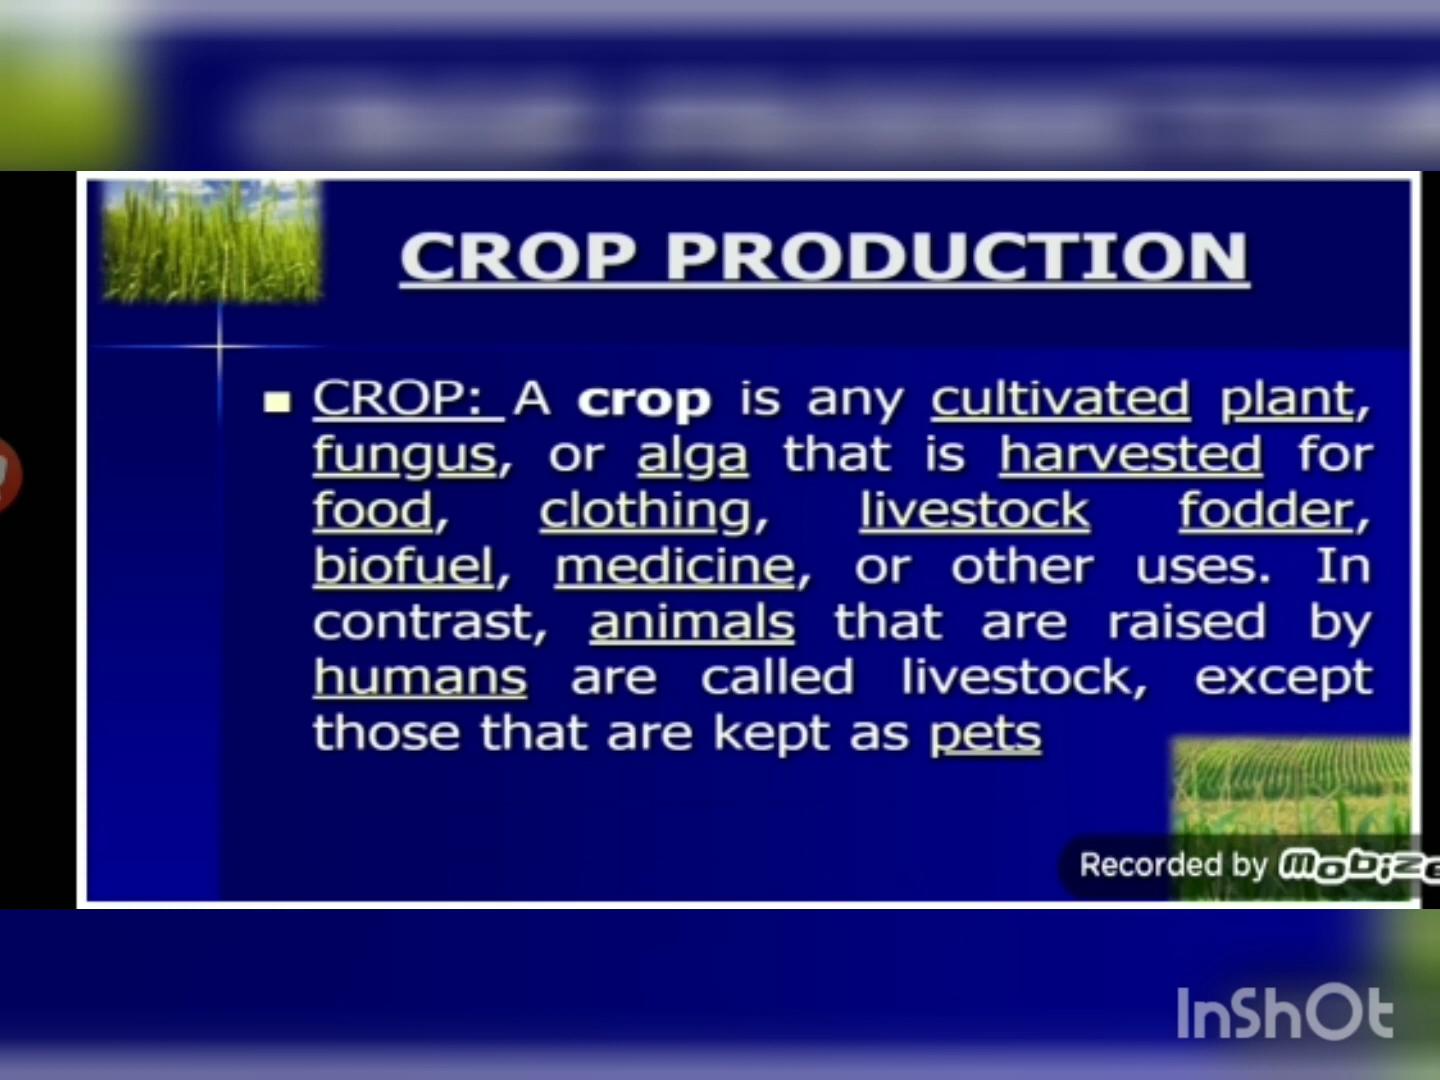 CROP PRODUCTION
CROP: A crop is any cultivated plant,
fungus, or alga that is harvested for
food, clothing, livestock fodder,
biofuel, medicine, or other uses. In
contrast, animals that are raised by
humans are called livestock, except
those that are kept as pets
Recorded by
InShOt